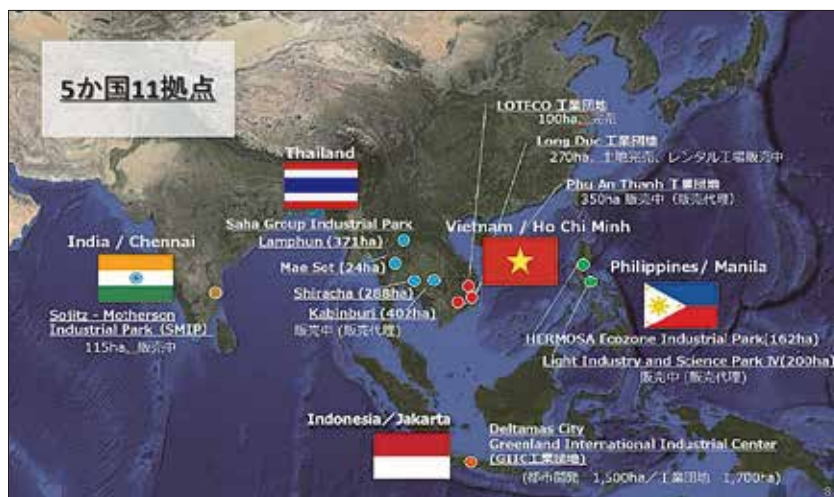 5か国11拠点
LOTECO 工業団地
100ha、完売
Long Duc 工業団地
270ha、土地完売、レンタル工場販売中
Phu An Thanh 工業団地
350ha 販売中（販売代理）
Thailand
Saha Group Industrial Park
Lamphun (371ha)
Mae Sot (24ha)
Shiracha (288ha)
Kabinburi (402ha)
販売中 (販売代理)
Vietnam / Ho Chi Minh
India / Chennai
Sojitz - Motherson
Industrial Park (SMIP)
115ha、販売中
Philippines / Manila
HERMOSA Ecozone Industrial Park(162ha)
Light Industry and Science Park Ⅳ(200ha)
販売中 (販売代理)
Indonesia／Jakarta
Deltamas City
Greenland International Industrial Center
(GIIC工業団地)
(都市開発　1,500ha／工業団地　1,700ha)